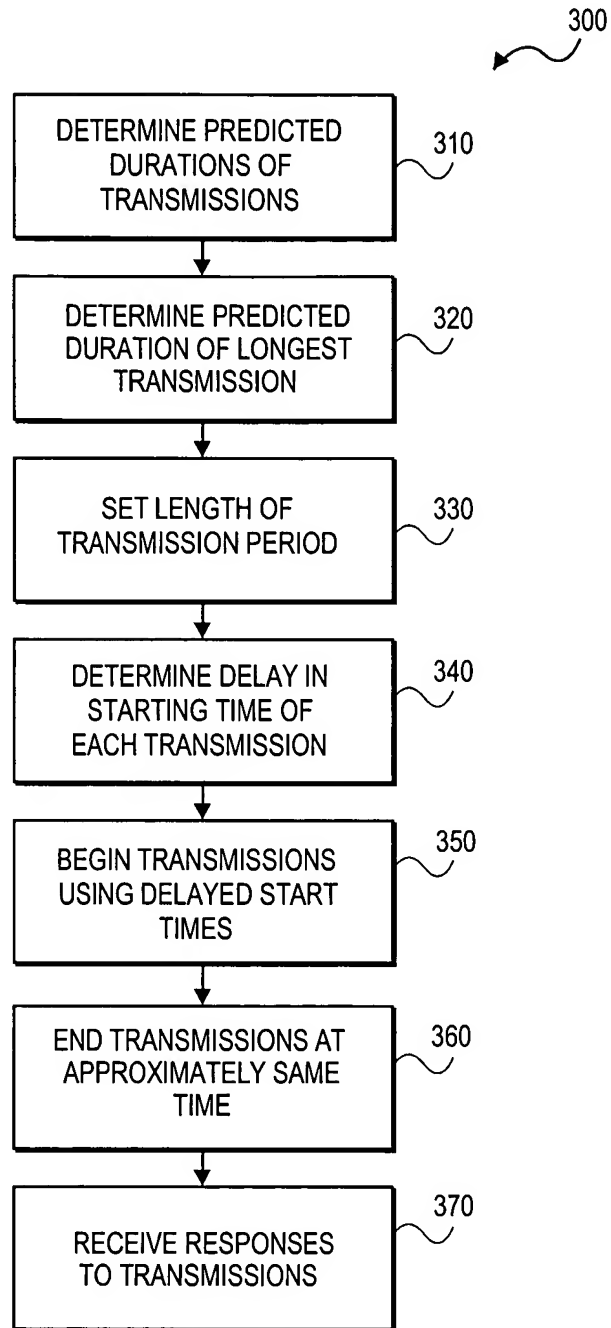 300
DETERMINE PREDICTED
DURATIONS OF
TRANSMISSIONS
310
DETERMINE PREDICTED
DURATION OF LONGEST
TRANSMISSION
320
SET LENGTH OF
TRANSMISSION PERIOD
330
DETERMINE DELAY IN
STARTING TIME OF
EACH TRANSMISSION
340
BEGIN TRANSMISSIONS
USING DELAYED START
TIMES
350
END TRANSMISSIONS AT
APPROXIMATELY SAME
TIME
360
RECEIVE RESPONSES
TO TRANSMISSIONS
370